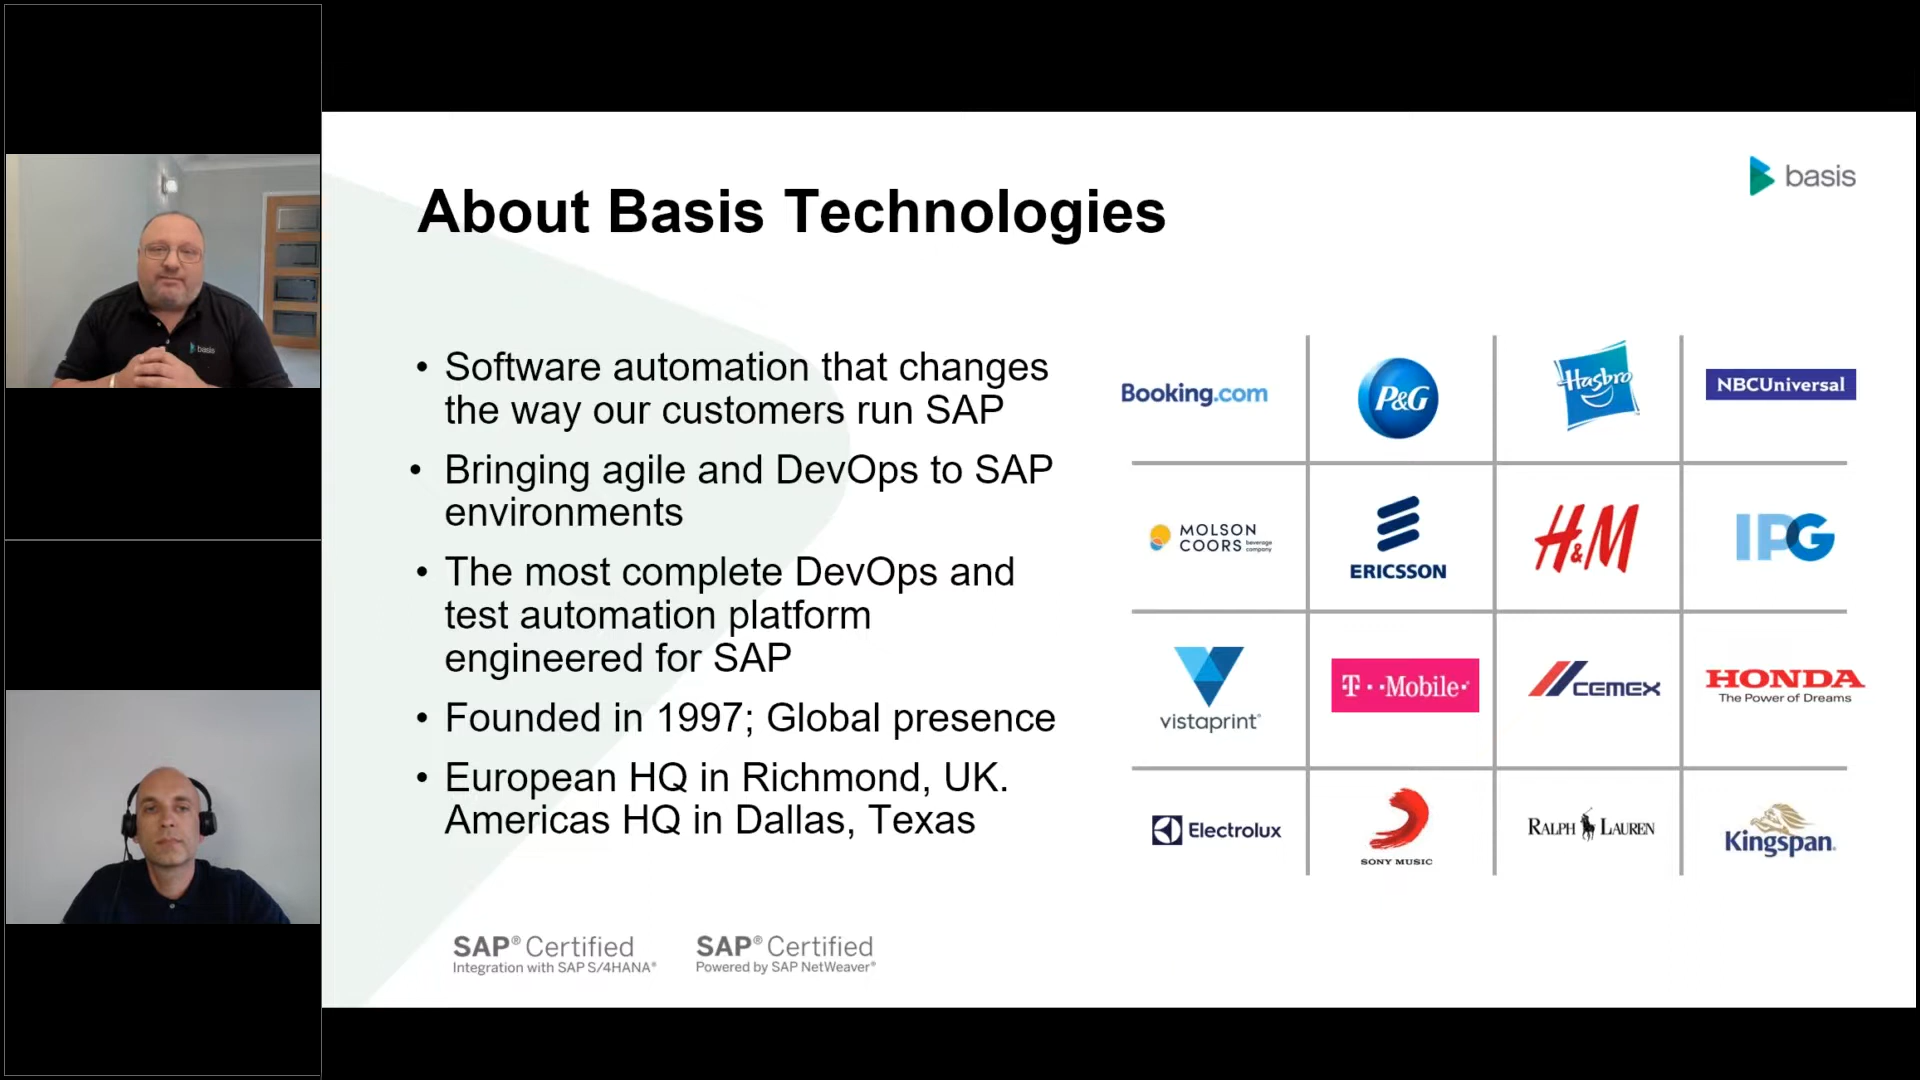 basis
About Basis Technologies
• Software automation that changes
the way our customers run SAP
• Bringing agile and DevOps to SAP
environments
• The most complete DevOps and
test automation platform
engineered for SAP
• Founded in 1997; Global presence
• European HQ in Richmond, UK.
Americas HQ in Dallas, Texas
Booking.com
P&G
Hasbro
NBCUniversal
MOLSON
COORS beverage
company
ERICSSON
H&M
IPG
vistaprint®
T··Mobile·
CEMEX
HONDA
The Power of Dreams
Electrolux
SONY MUSIC
RALPH LAUREN
Kingspan®
SAP® Certified
Integration with SAP S/4HANA®
SAP® Certified
Powered by SAP NetWeaver®
basis